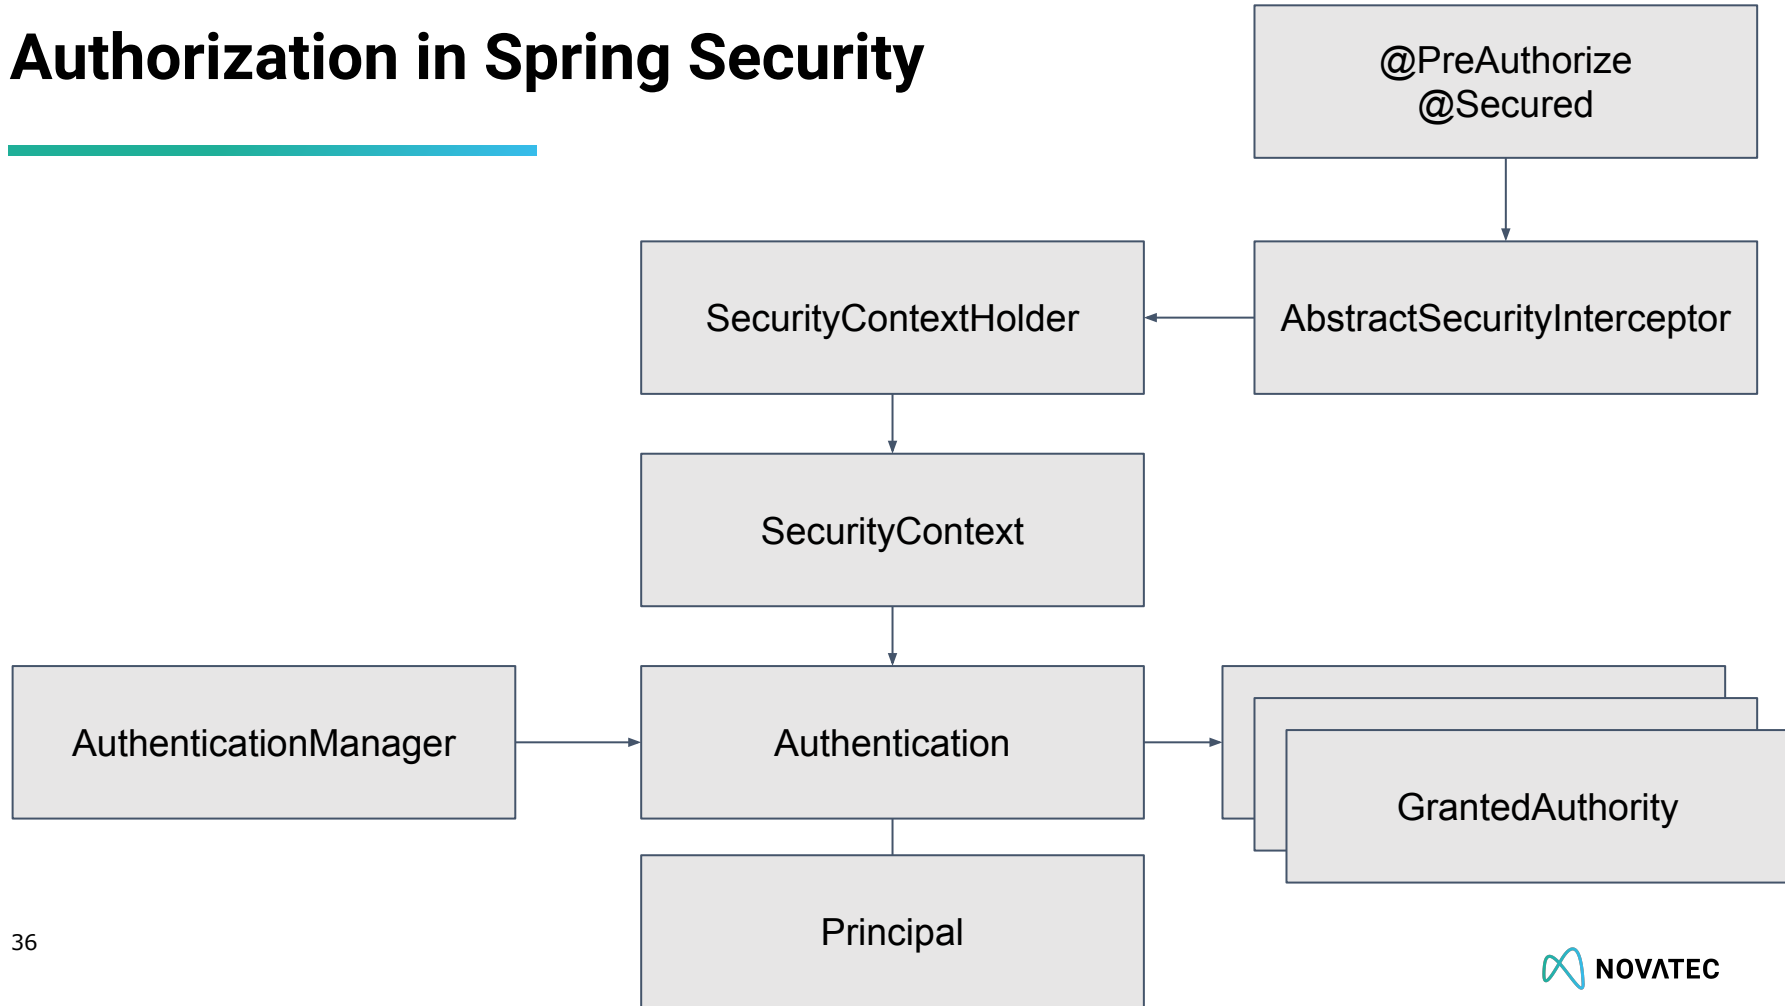 Authorization in Spring Security
@PreAuthorize
@Secured
SecurityContextHolder
AbstractSecurityInterceptor
SecurityContext
AuthenticationManager
Authentication
GrantedAuthority
Principal
36
NOVATEC